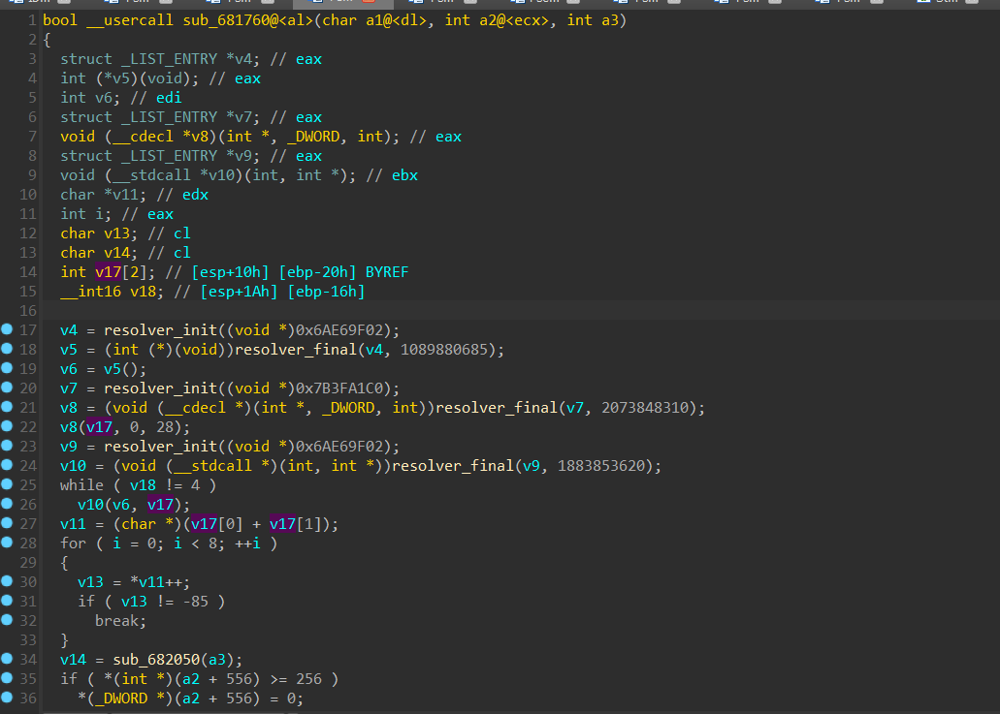 1 bool __usercall sub_681760@<al>(char a1@<dl>, int a2@<ecx>, int a3)
2 {
3 struct _LIST_ENTRY *v4; // eax
4 int (*v5)(void); // eax
5 int v6; // edi
6 struct _LIST_ENTRY *v7; // eax
7 void (__cdecl *v8)(int *, _DWORD, int); // eax
8 struct _LIST_ENTRY *v9; // eax
9 void (__stdcall *v10)(int, int *); // ebx
10 char *v11; // edx
11 int i; // eax
12 char v13; // cl
13 char v14; // cl
14 int v17[2]; // [esp+10h] [ebp-20h] BYREF
15 __int16 v18; // [esp+1Ah] [ebp-16h]
16
17 v4 = resolver_init((void *)0x6AE69F02);
18 v5 = (int (*)(void))resolver_final(v4, 1089880685);
19 v6 = v5();
20 v7 = resolver_init((void *)0x7B3FA1C0);
21 v8 = (void (__cdecl *)(int *, _DWORD, int))resolver_final(v7, 2073848310);
22 v8(v17, 0, 28);
23 v9 = resolver_init((void *)0x6AE69F02);
24 v10 = (void (__stdcall *)(int, int *))resolver_final(v9, 1883853620);
25 while ( v18 != 4 )
26 v10(v6, v17);
27 v11 = (char *)(v17[0] + v17[1]);
28 for ( i = 0; i < 8; ++i )
29 {
30 v13 = *v11++;
31 if ( v13 != -85 )
32 break;
33 }
34 v14 = sub_682050(a3);
35 if ( *(int *)(a2 + 556) >= 256 )
36 *(_DWORD *)(a2 + 556) = 0;